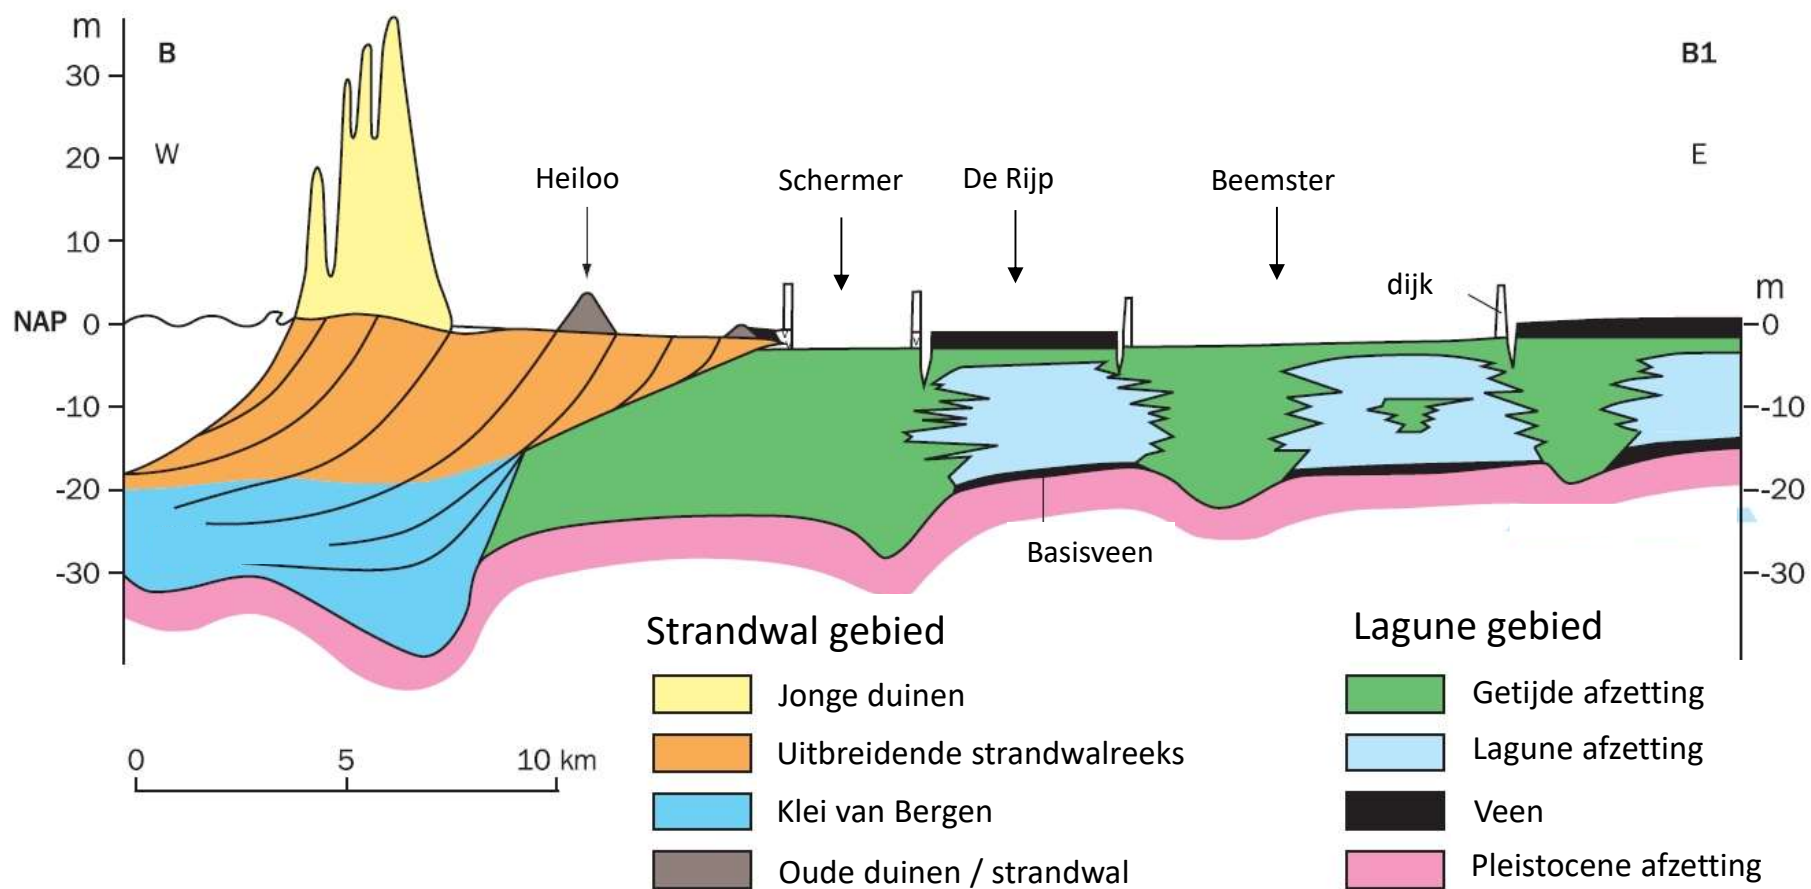 m
B
B1
30
W
20
E
Heiloo
Schermer
De Rijp
Beemster
10
dijk
m
NAP
0
0
-10
-10
-20
-20
Basisveen
-30
-30
Strandwal gebied
Lagune gebied
Jonge duinen
Getijde afzetting
Uitbreidende strandwalreeks
Lagune afzetting
0
5
10 km
Klei van Bergen
Veen
Oude duinen / strandwal
Pleistocene afzetting